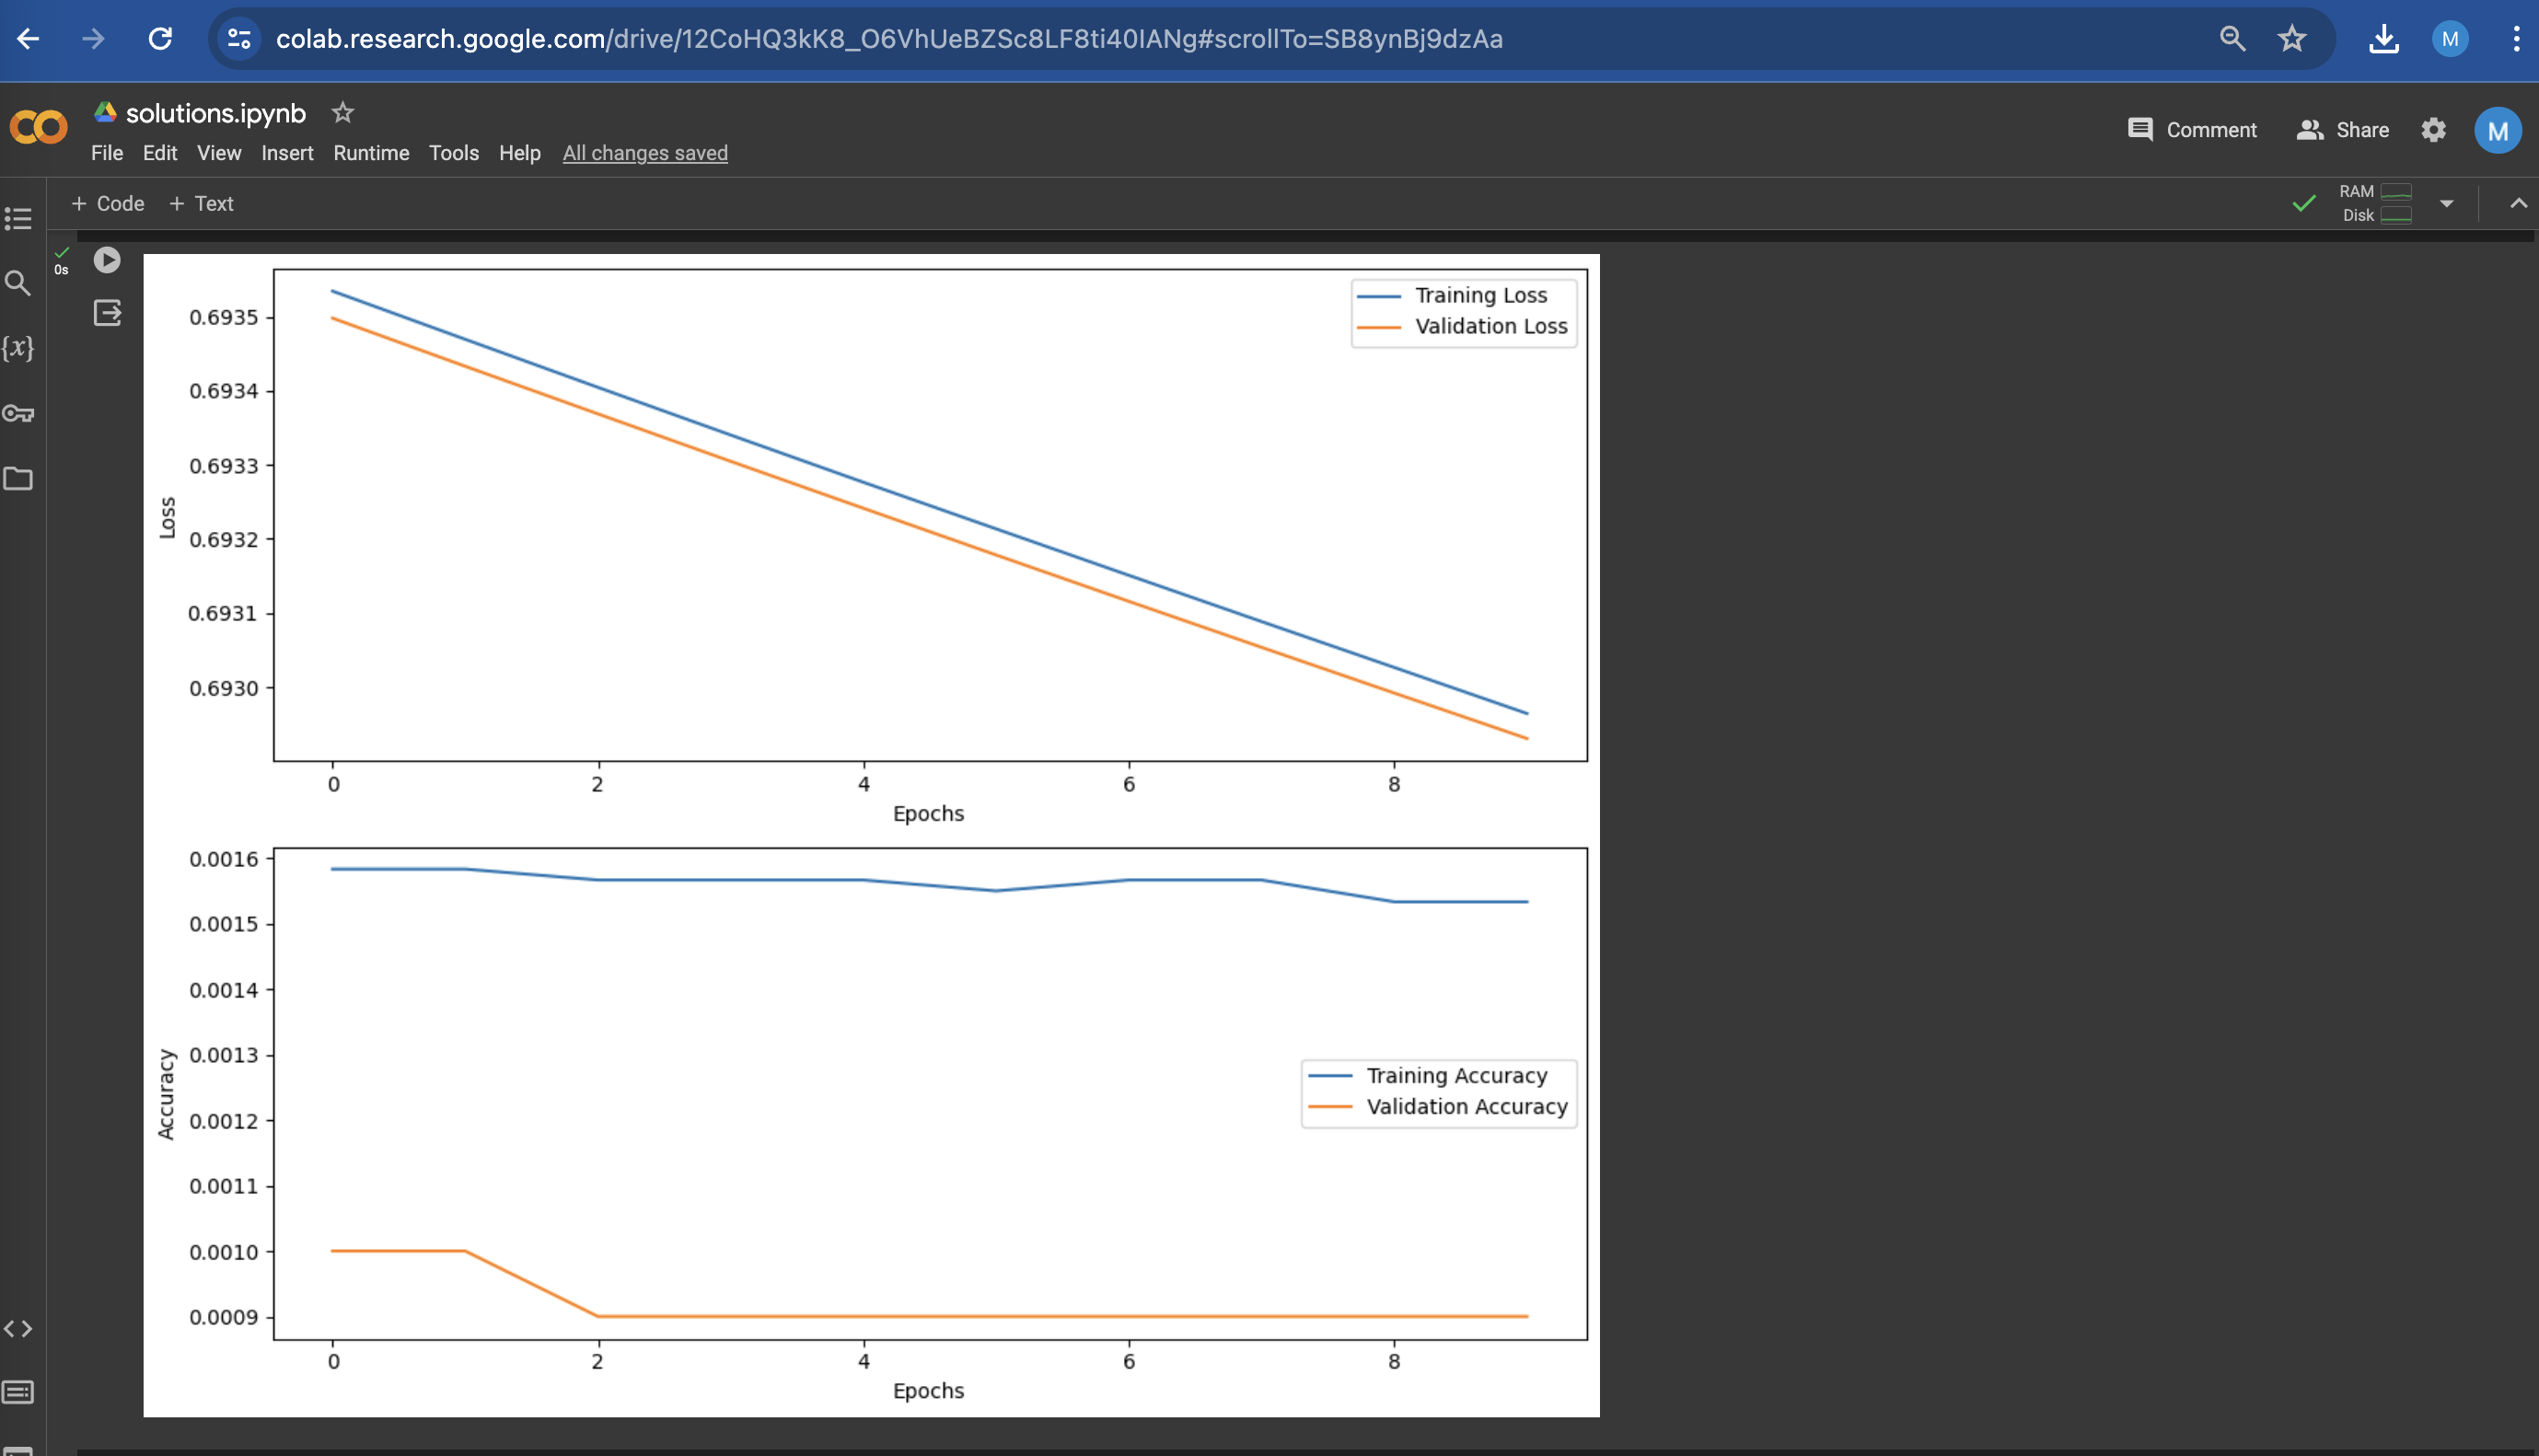 colab.research.google.com/drive/12CoHQ3kK8_O6VhUeBZSc8LF8ti40IANg#scrollTo=SB8ynBj9dzAa
M
solutions.ipynb
File Edit View Insert Runtime Tools Help All changes saved
Comment
Share
M
+ Code + Text
RAM
Disk
{x}
0s
Training Loss
Validation Loss
0.6935
0.6934
0.6933
0.6932
0.6931
0.6930
Loss
0 2 4 6 8
Epochs
0.0016
0.0015
0.0014
0.0013
0.0012
0.0011
0.0010
0.0009
Accuracy
Training Accuracy
Validation Accuracy
0 2 4 6 8
Epochs